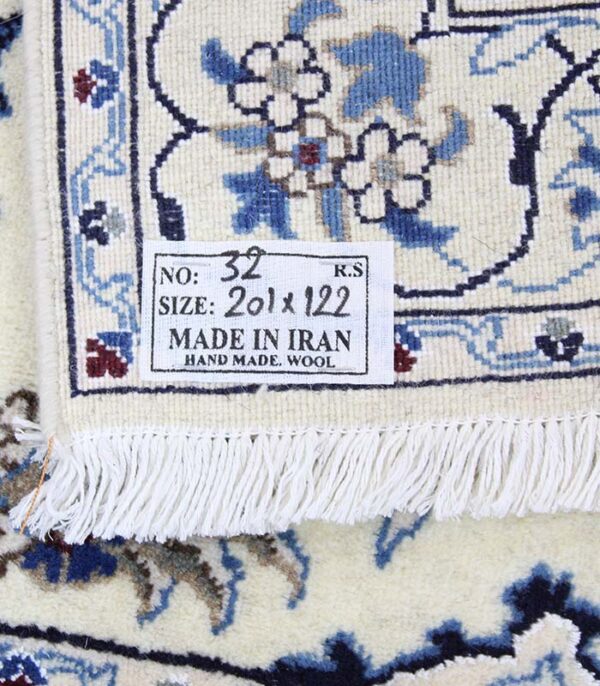 NO: 32 R.S
SIZE: 201 x 122
MADE IN IRAN
HAND MADE. WOOL